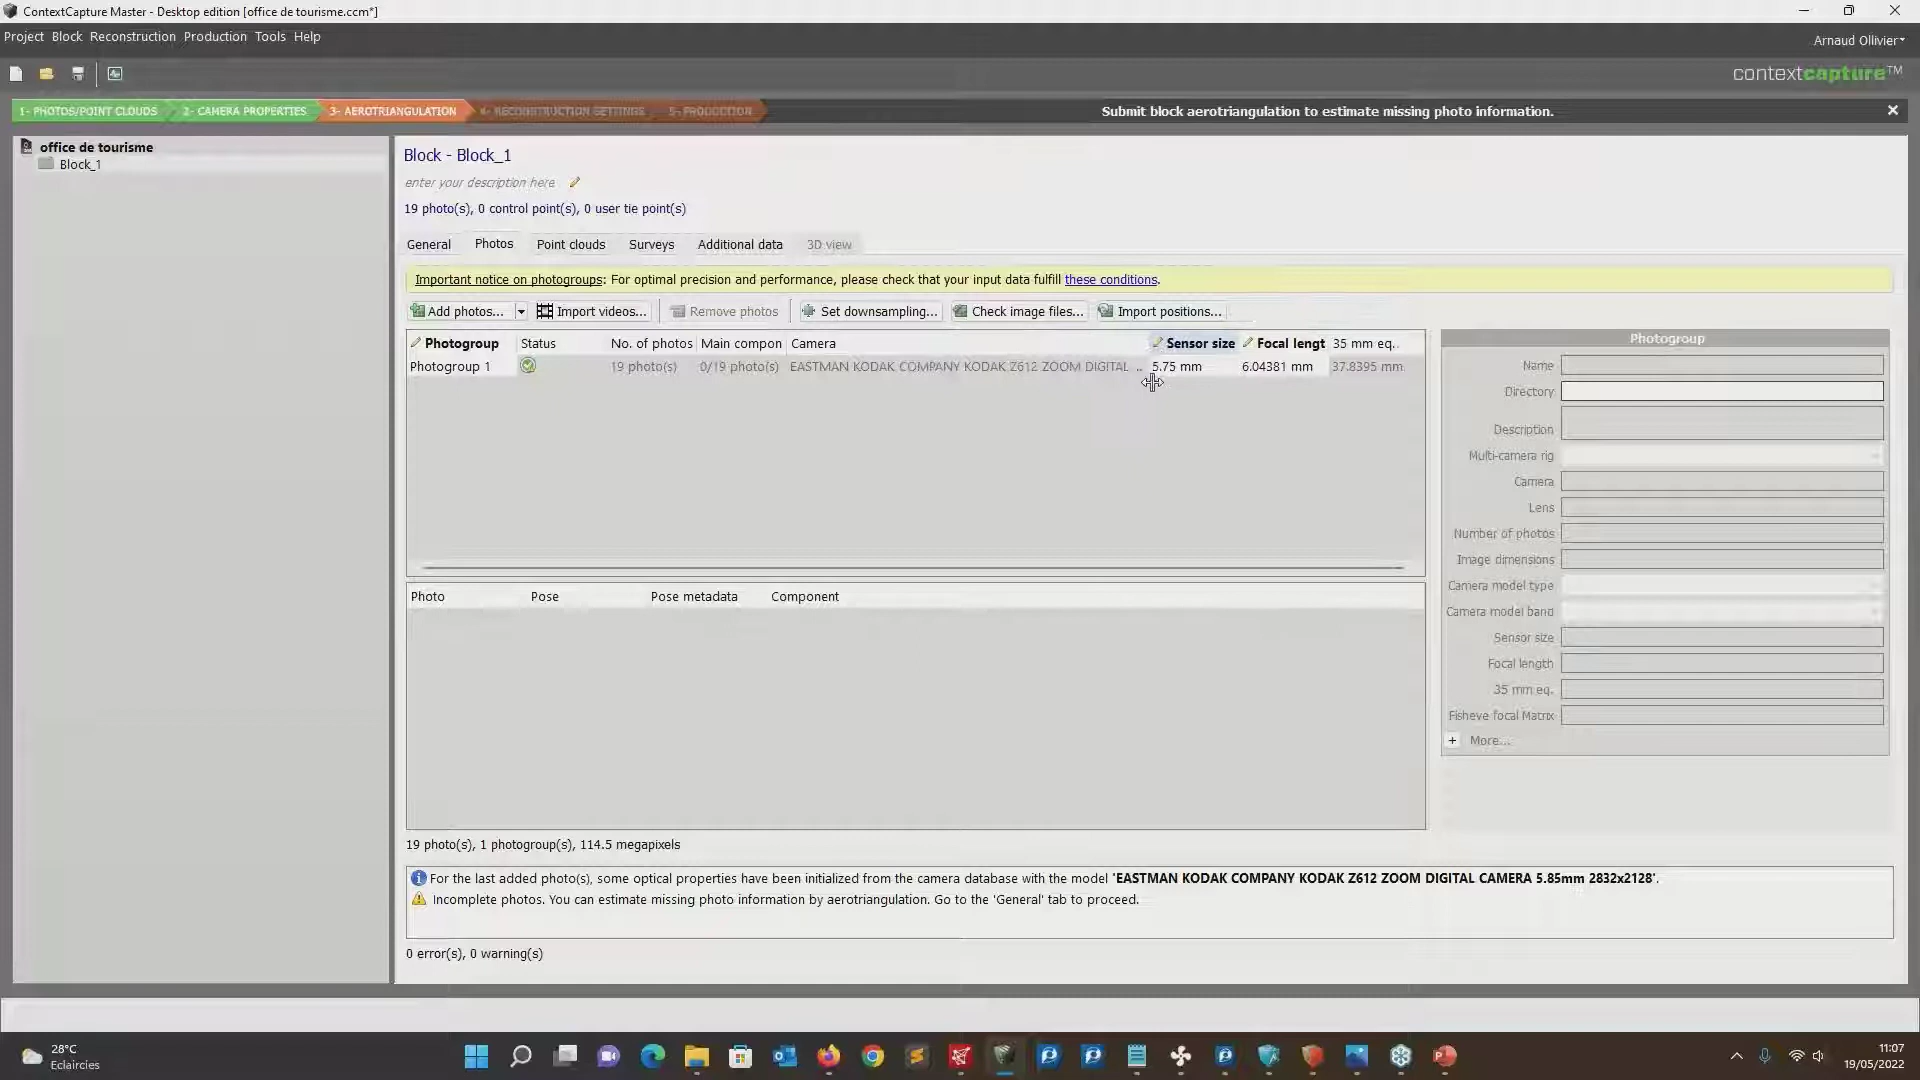 ContextCapture Master - Desktop edition [office de tourisme.ccm*]
Project Block Reconstruction Production Tools Help
Arnaud Ollivier
contextcapture™
1- PHOTOS/POINT CLOUDS 2- CAMERA PROPERTIES 3- AEROTRIANGULATION 4- RECONSTRUCTION SETTINGS 5- PRODUCTION
Submit block aerotriangulation to estimate missing photo information.
office de tourisme
Block_1
Block - Block_1
enter your description here
19 photo(s), 0 control point(s), 0 user tie point(s)
General Photos Point clouds Surveys Additional data 3D view
Important notice on photogroups: For optimal precision and performance, please check that your input data fulfill these conditions.
Add photos... Import videos... Remove photos Set downsampling... Check image files... Import positions...
Photogroup Status No. of photos Main compon Camera Sensor size Focal lengt 35 mm eq.
Photogroup 1 19 photo(s) 0/19 photo(s) EASTMAN KODAK COMPANY KODAK Z612 ZOOM DIGITAL ... 5.75 mm 6.04381 mm 37.8395 mm
Photo Pose Pose metadata Component
Photogroup
Name
Directory
Description
Multi-camera rig
Camera
Lens
Number of photos
Image dimensions
Camera model type
Camera model band
Sensor size
Focal length
35 mm eq.
Fisheye focal Matrix
+ More...
19 photo(s), 1 photogroup(s), 114.5 megapixels
For the last added photo(s), some optical properties have been initialized from the camera database with the model 'EASTMAN KODAK COMPANY KODAK Z612 ZOOM DIGITAL CAMERA 5.85mm 2832x2128'.
Incomplete photos. You can estimate missing photo information by aerotriangulation. Go to the 'General' tab to proceed.
0 error(s), 0 warning(s)
28°C
Eclaircies
11:07
19/05/2022